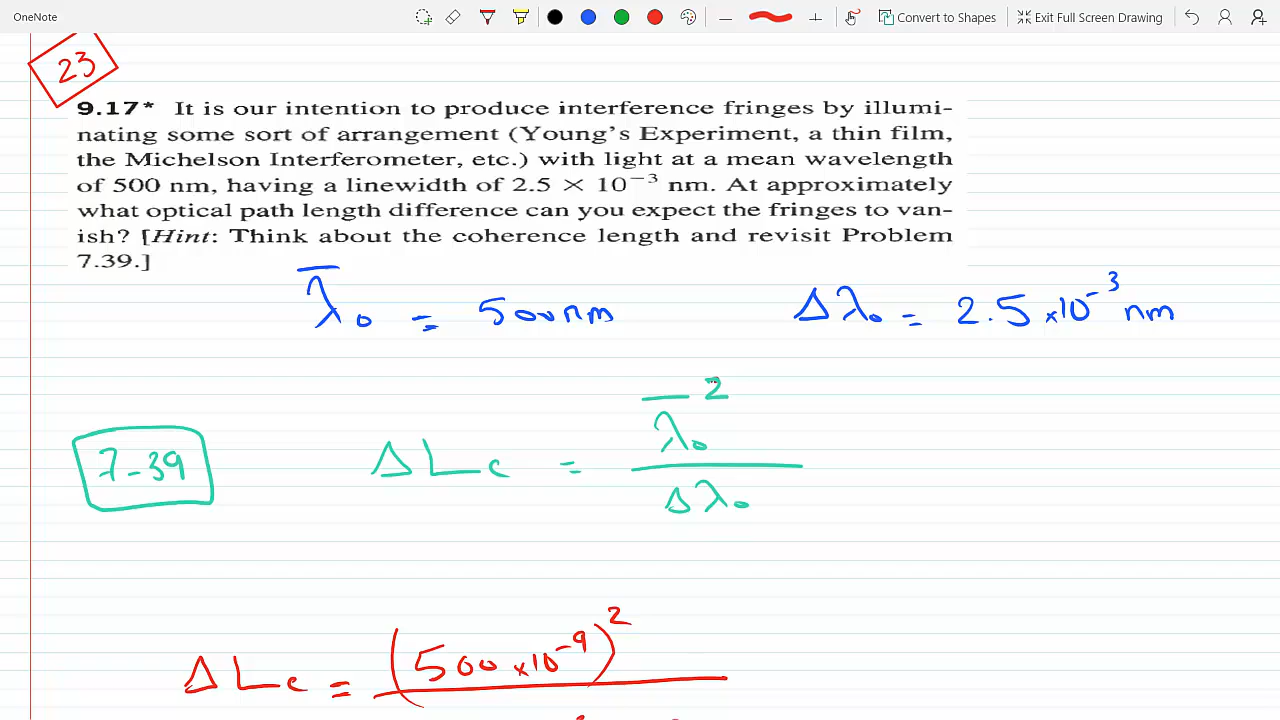 OneNote
Convert to Shapes
Exit Full Screen Drawing
23
9.17* It is our intention to produce interference fringes by illumi-
nating some sort of arrangement (Young's Experiment, a thin film,
the Michelson Interferometer, etc.) with light at a mean wavelength
of 500 nm, having a linewidth of 2.5 × 10⁻³ nm. At approximately
what optical path length difference can you expect the fringes to van-
ish? [Hint: Think about the coherence length and revisit Problem
7.39.]
λ̄₀ = 500nm
Δλ₀ = 2.5 × 10⁻³ nm
7-39
ΔLc = λ̄₀² / Δλ₀
ΔLc = (500 × 10⁻⁹)²